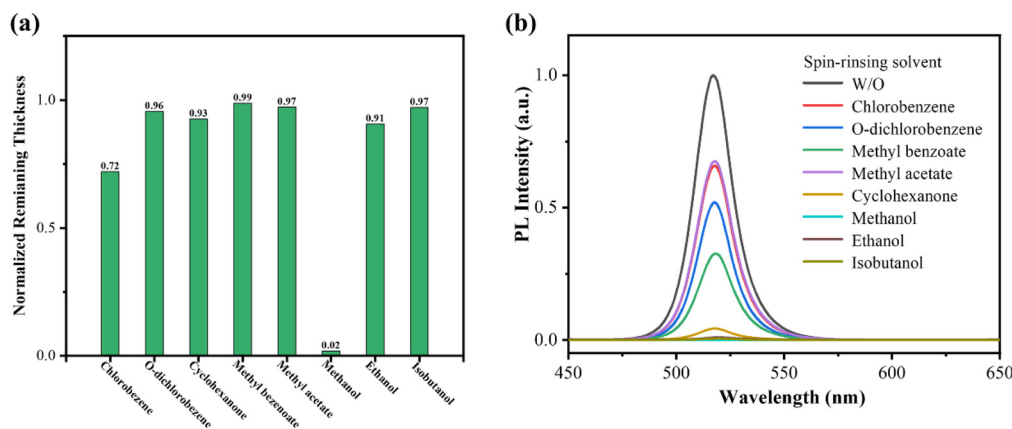 (a)
Normalized Remianing Thickness
1.0
0.5
0.0
0.72
0.96
0.93
0.99
0.97
0.02
0.91
0.97
Chlorobezene
O-dichlorobezene
Cyclohexanone
Methyl bezenoate
Methyl acetate
Methanol
Ethanol
Isobutanol
(b)
PL Intensity (a.u.)
1.0
0.5
0.0
Spin-rinsing solvent
W/O
Chlorobenzene
O-dichlorobenzene
Methyl benzoate
Methyl acetate
Cyclohexanone
Methanol
Ethanol
Isobutanol
450
500
550
600
650
Wavelength (nm)